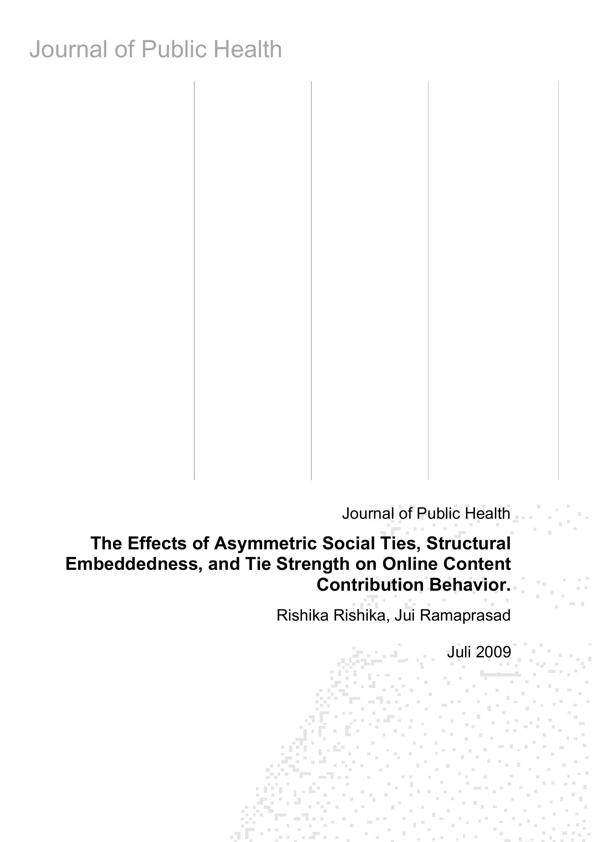 Journal of Public Health
Journal of Public Health
The Effects of Asymmetric Social Ties, Structural
Embeddedness, and Tie Strength on Online Content
Contribution Behavior.
Rishika Rishika, Jui Ramaprasad
Juli 2009